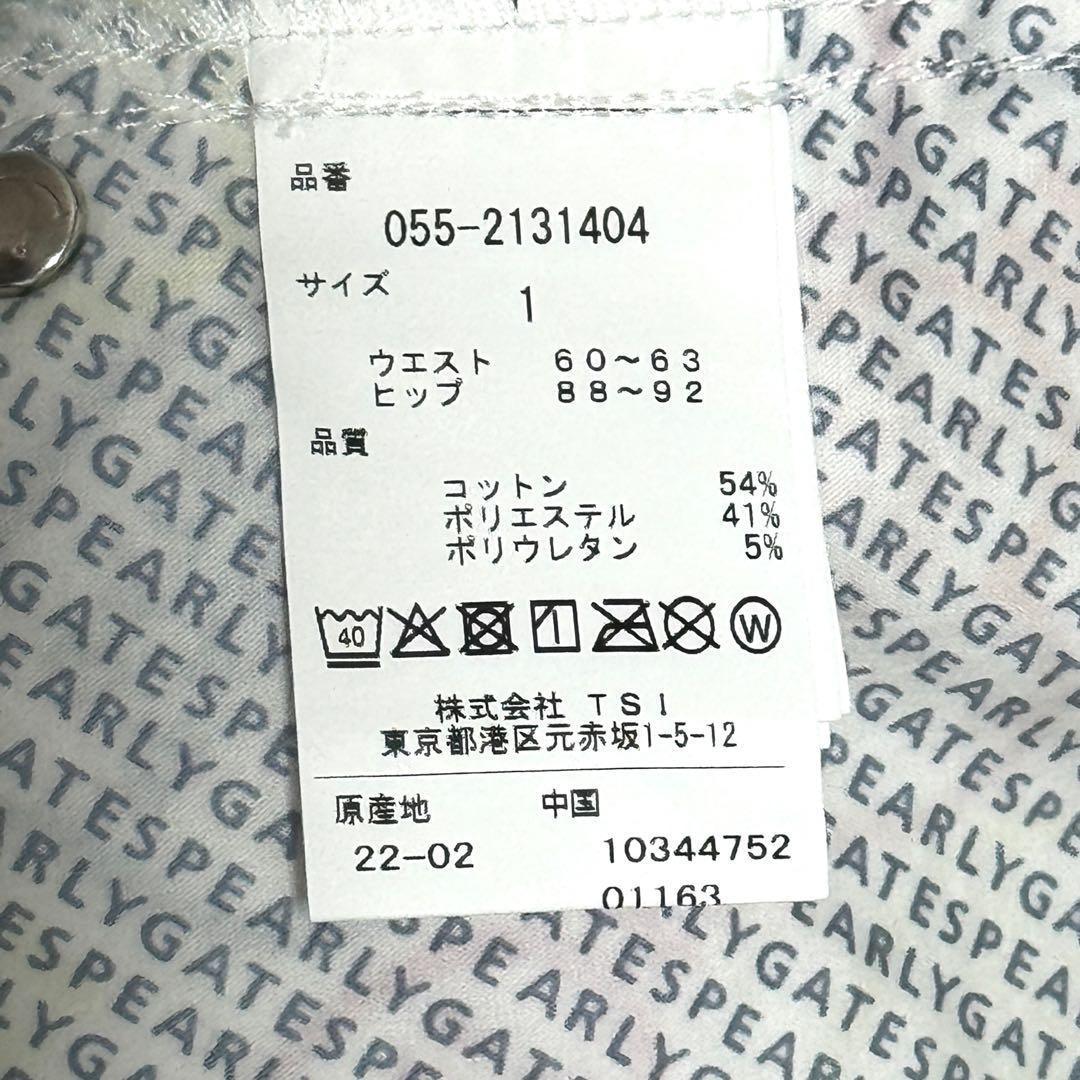 品番
055-2131404
サイズ
1
ウエスト 60〜63
ヒップ 88〜92
品質
コットン 54%
ポリエステル 41%
ポリウレタン 5%
40
W
株式会社 TSI
東京都港区元赤坂1-5-12
原産地 中国
22-02 10344752
01163
PEARLYGATES